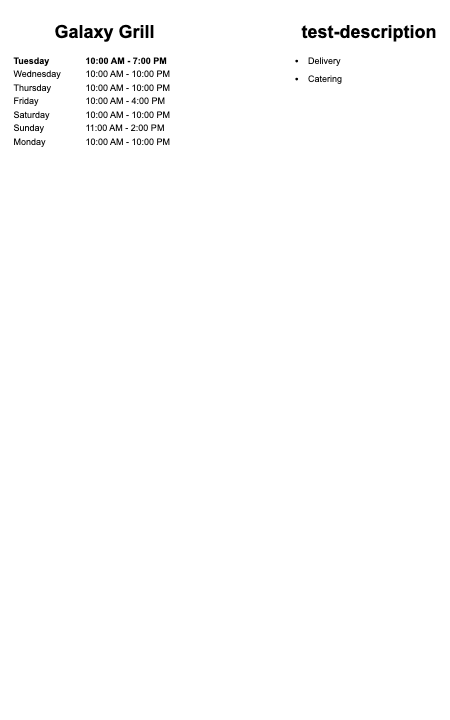 Galaxy Grill
Tuesday 10:00 AM - 7:00 PM
Wednesday 10:00 AM - 10:00 PM
Thursday 10:00 AM - 10:00 PM
Friday 10:00 AM - 4:00 PM
Saturday 10:00 AM - 10:00 PM
Sunday 11:00 AM - 2:00 PM
Monday 10:00 AM - 10:00 PM
test-description
• Delivery
• Catering